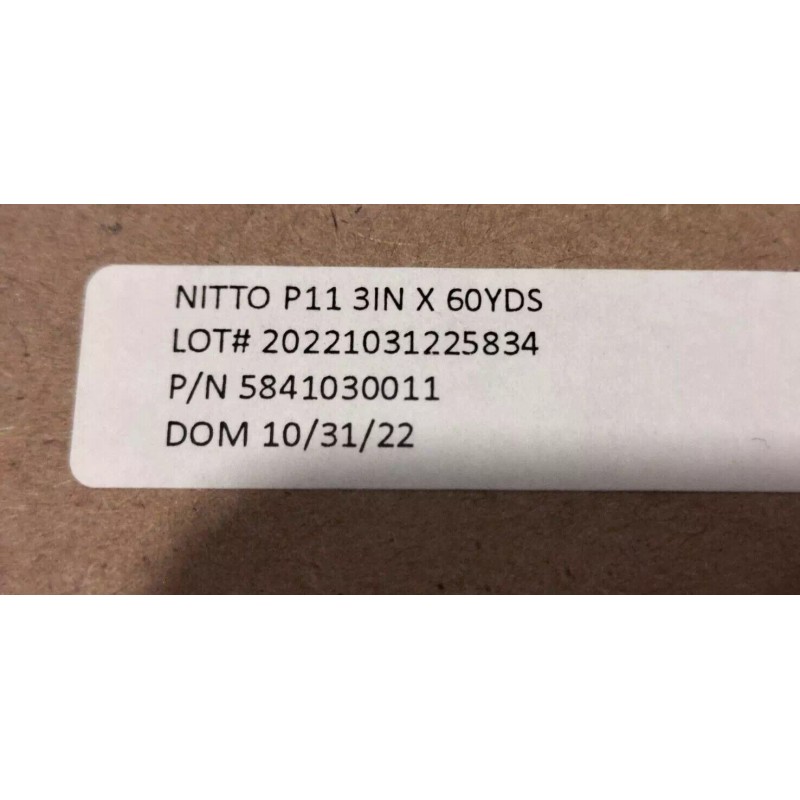 NITTO P11 3IN X 60YDS
LOT# 20221031225834
P/N 5841030011
DOM 10/31/22